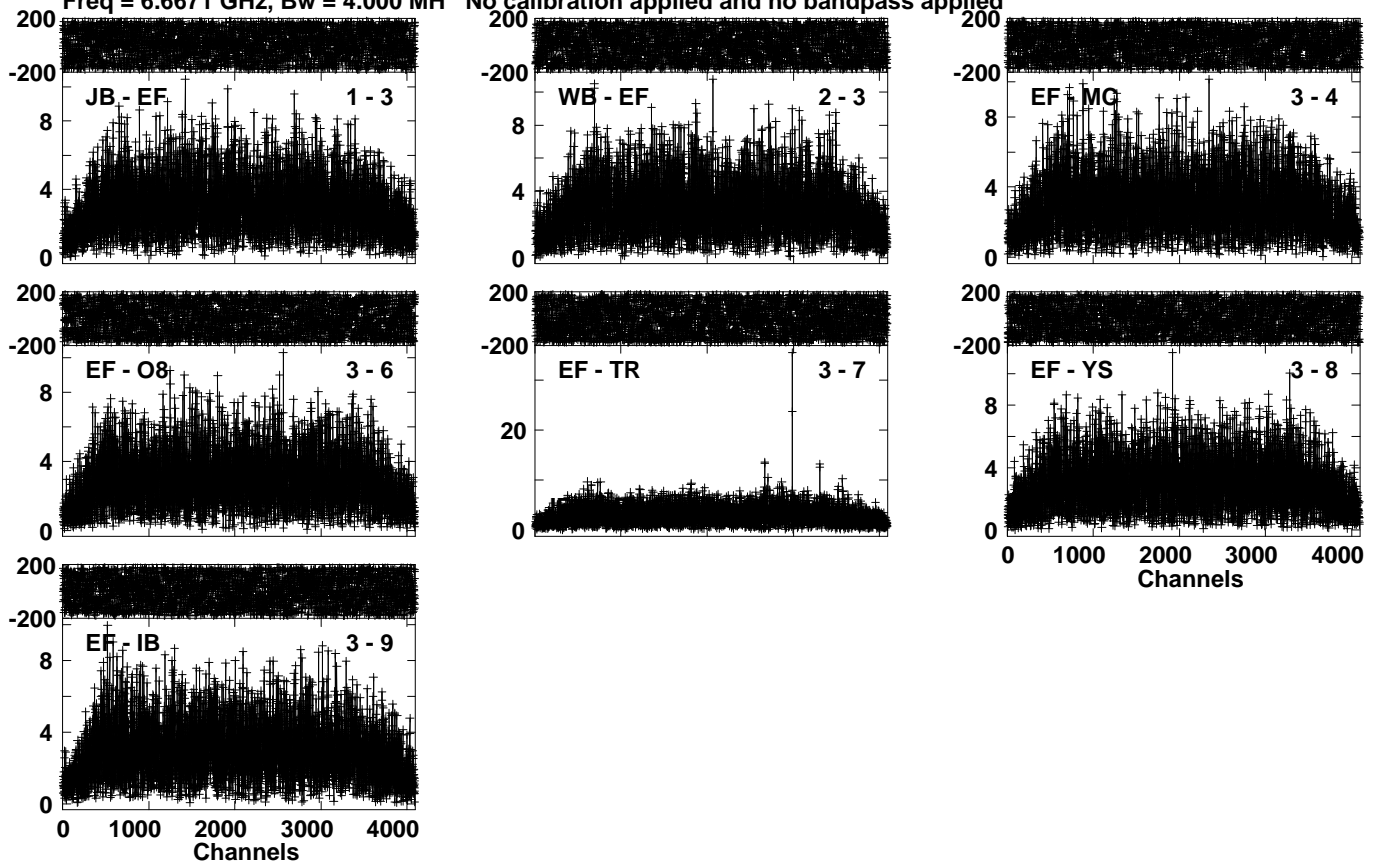 Freq = 6.6671 GHz, Bw = 4.000 MH No calibration applied and no bandpass applied
200 200 200
-200 -200 -200
JB - EF 1 - 3 WB - EF 2 - 3 EF - MC 3 - 4
8 8 8
4 4 4
0 0 0
200 200 200
-200 -200 -200
EF - O8 3 - 6 EF - TR 3 - 7 EF - YS 3 - 8
8 20 8
4 4
0 0 0
0 1000 2000 3000 4000
Channels
200
-200
EF - IB 3 - 9
8
4
0
0 1000 2000 3000 4000
Channels